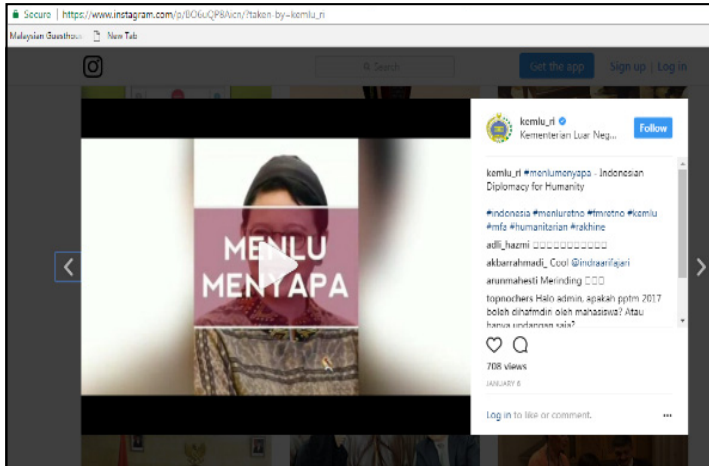 Secure | https://www.instagram.com/p/BO6uQP8Aicn/?taken-by=kemlu_ri
Malaysian Guesthous New Tab
Search Get the app Sign up | Log in
kemlu_ri
Kementerian Luar Neg...
Follow
MENLU
MENYAPA
kemlu_ri #menlumenyapa - Indonesian
Diplomacy for Humanity
#indonesia #menluretno #fmretno #kemlu
#mfa #humanitarian #rakhine
adli_hazmi
akbarrahmadi_ Cool @indraarifajari
arunmahesti Merinding
topnochers Halo admin, apakah pptm 2017
boleh dihafmdiri oleh mahasiswa? Atau
hanya undangan saja?
708 views
JANUARY 6
Log in to like or comment.